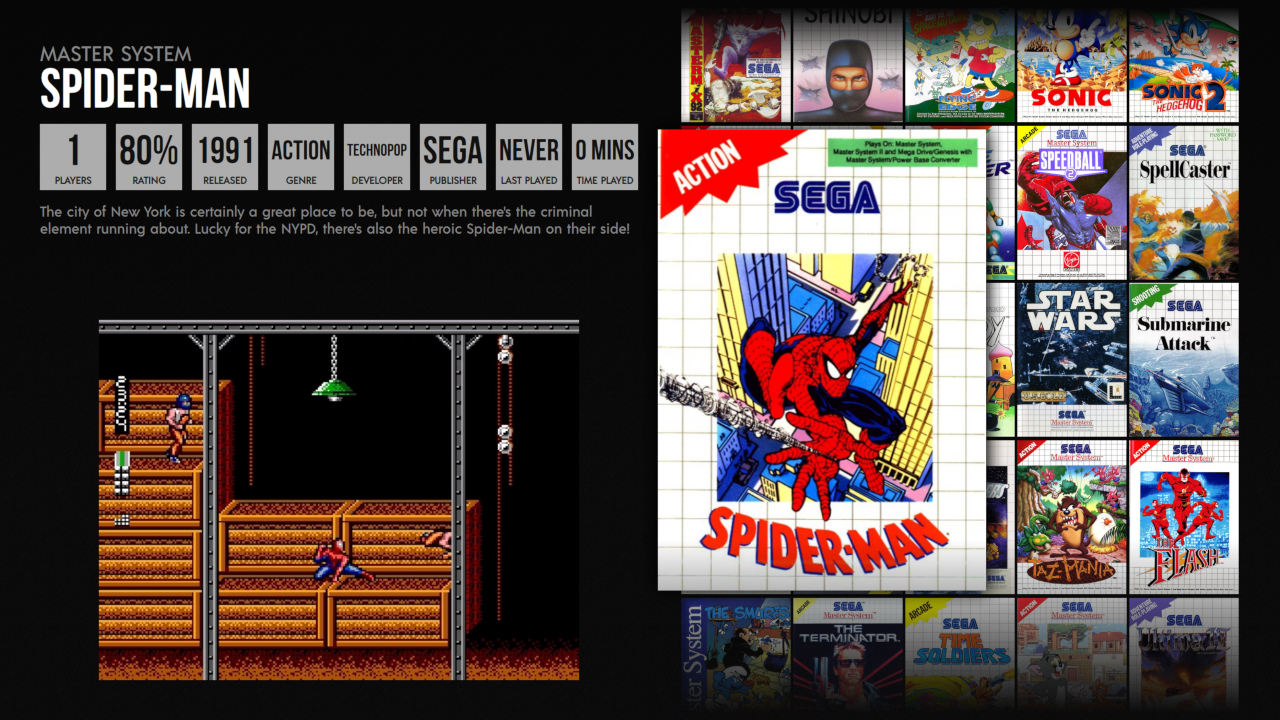 MASTER SYSTEM
SPIDER-MAN
1
PLAYERS
80%
RATING
1991
RELEASED
ACTION
GENRE
TECHNOPOP
DEVELOPER
SEGA
PUBLISHER
NEVER
LAST PLAYED
0 MINS
TIME PLAYED
The city of New York is certainly a great place to be, but not when there's the criminal
element running about. Lucky for the NYPD, there's also the heroic Spider-Man on their side!
SEGA
SHINOBI
SONIC
THE HEDGEHOG
SONIC
THE HEDGEHOG 2
ACTION
Plays On: Master System,
Master System II and Mega Drive/Genesis with
Master System/Power Base Converter
SEGA
SPIDER-MAN
ARCADE
SEGA
Master System
SPEEDBALL
2
Virgin
SEGA
SpellCaster
STAR
WARS
SEGA
Master System
SHOOTING
SEGA
Submarine
Attack
ACTION
SEGA
Master System
TAZ-MANIA
ACTION
SEGA
Master System
THE
FLASH
THE SMURFS
ARCADE
SEGA
Master System
THE
TERMINATOR
ARCADE
SEGA
TIME
SOLDIERS
ACTION
SEGA
Master System
SEGA